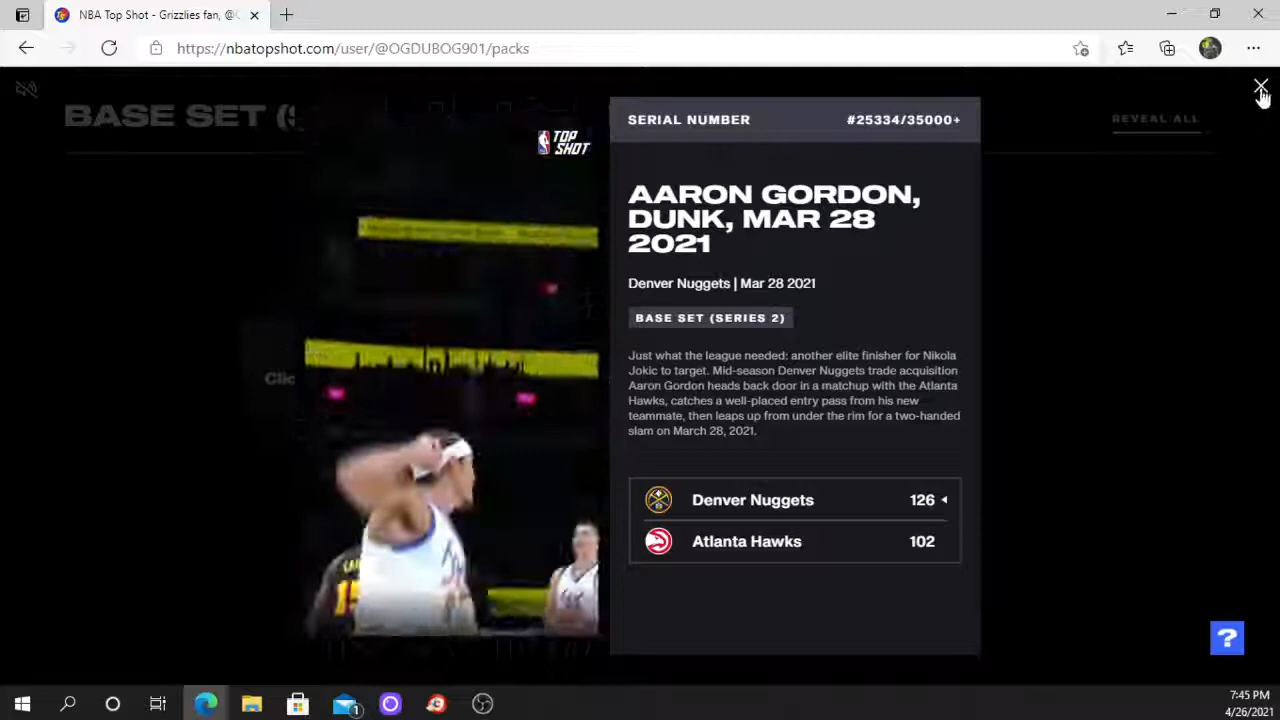 NBA Top Shot - Grizzlies fan, @
https://nbatopshot.com/user/@OGDUBOG901/packs
BASE SET (S
REVEAL ALL
TOP
SHOT
SERIAL NUMBER #25334/35000+
AARON GORDON,
DUNK, MAR 28
2021
Denver Nuggets | Mar 28 2021
BASE SET (SERIES 2)
Just what the league needed: another elite finisher for Nikola
Jokic to target. Mid-season Denver Nuggets trade acquisition
Aaron Gordon heads back door in a matchup with the Atlanta
Hawks, catches a well-placed entry pass from his new
teammate, then leaps up from under the rim for a two-handed
slam on March 28, 2021.
Clic
Denver Nuggets 126
Atlanta Hawks 102
15
?
1
7:45 PM
4/26/2021